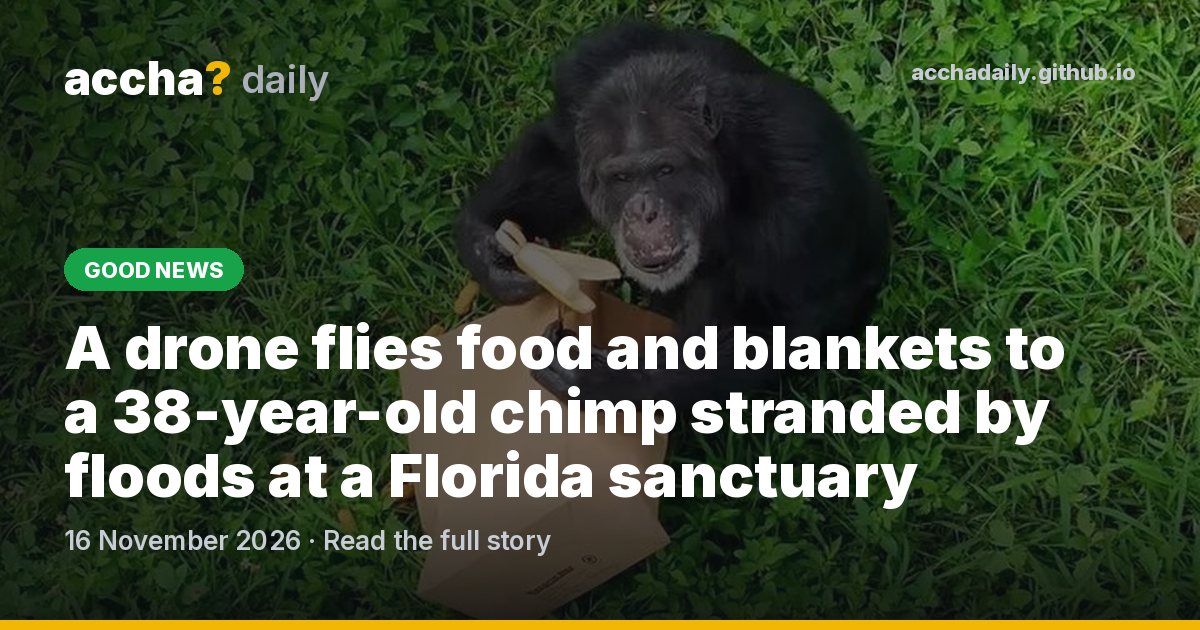 accha? daily
acchadaily.github.io
GOOD NEWS
A drone flies food and blankets to
a 38-year-old chimp stranded by
floods at a Florida sanctuary
16 November 2026 · Read the full story